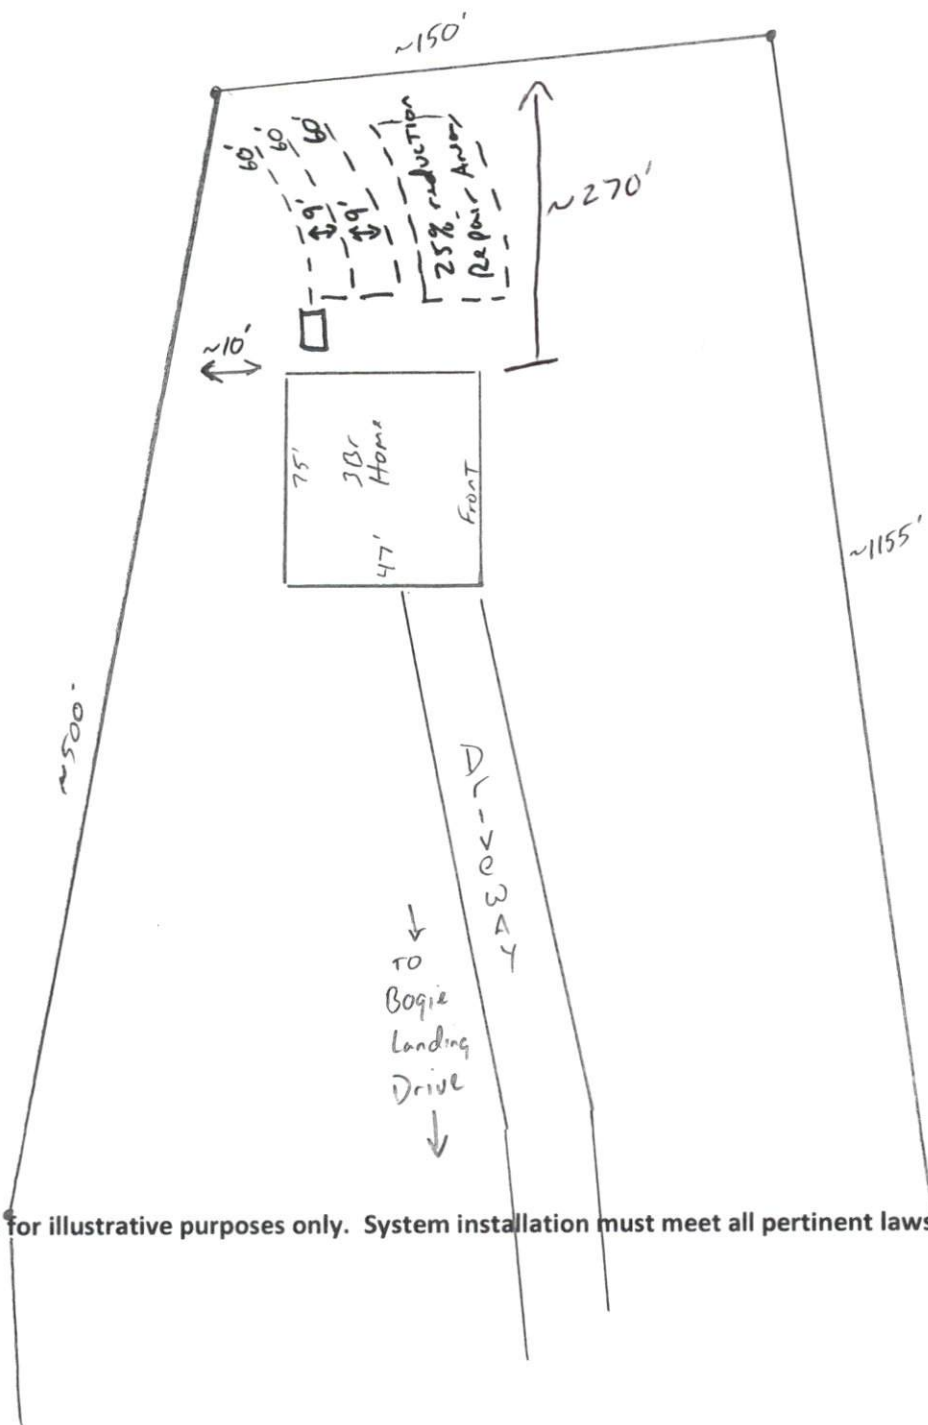 ~150'
60'
60'
60'
9'
9'
25% reduction
Repair Area
~270'
~10'
75'
3Br
Home
47'
Front
~1155'
~500'
Driveway
TO
Bogie
Landing
Drive
for illustrative purposes only. System installation must meet all pertinent laws